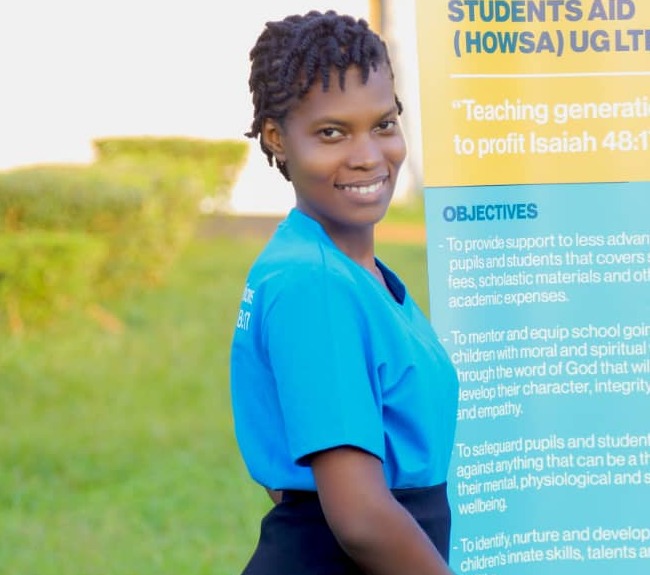 STUDENTS AID
(HOWSA) UG
"Teaching
to profit Isaiah
OBJECTIVES
- To provide support to less
pupils and students that covers
fees, scholastic materials and
academic expenses.
- To mentor and equip school
children with moral and spiritual
through the word of God that
develop their character, integrity
and empathy.
To safeguard pupils and
against anything that can be a
their mental, physiological and
wellbeing.
- To identify, nurture and develop
children's innate skills, talents
8:17